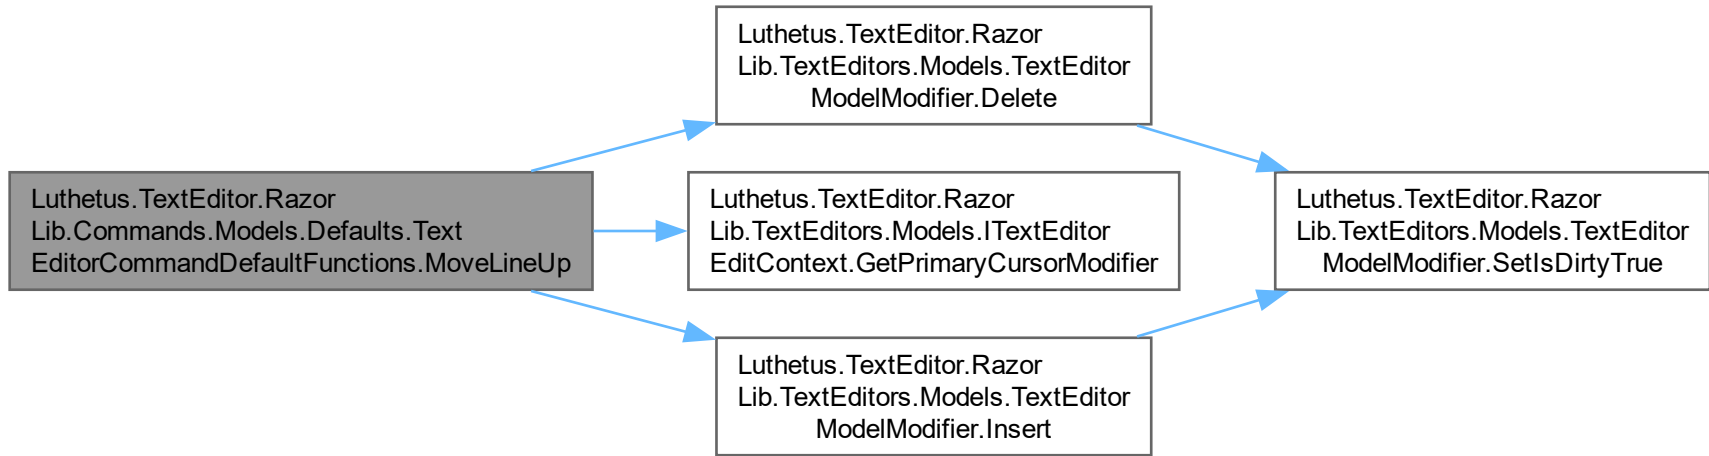 Luthetus.TextEditor.Razor
Lib.Commands.Models.Defaults.Text
EditorCommandDefaultFunctions.MoveLineUp
Luthetus.TextEditor.Razor
Lib.TextEditors.Models.TextEditor
ModelModifier.Delete
Luthetus.TextEditor.Razor
Lib.TextEditors.Models.ITextEditor
EditContext.GetPrimaryCursorModifier
Luthetus.TextEditor.Razor
Lib.TextEditors.Models.TextEditor
ModelModifier.Insert
Luthetus.TextEditor.Razor
Lib.TextEditors.Models.TextEditor
ModelModifier.SetIsDirtyTrue